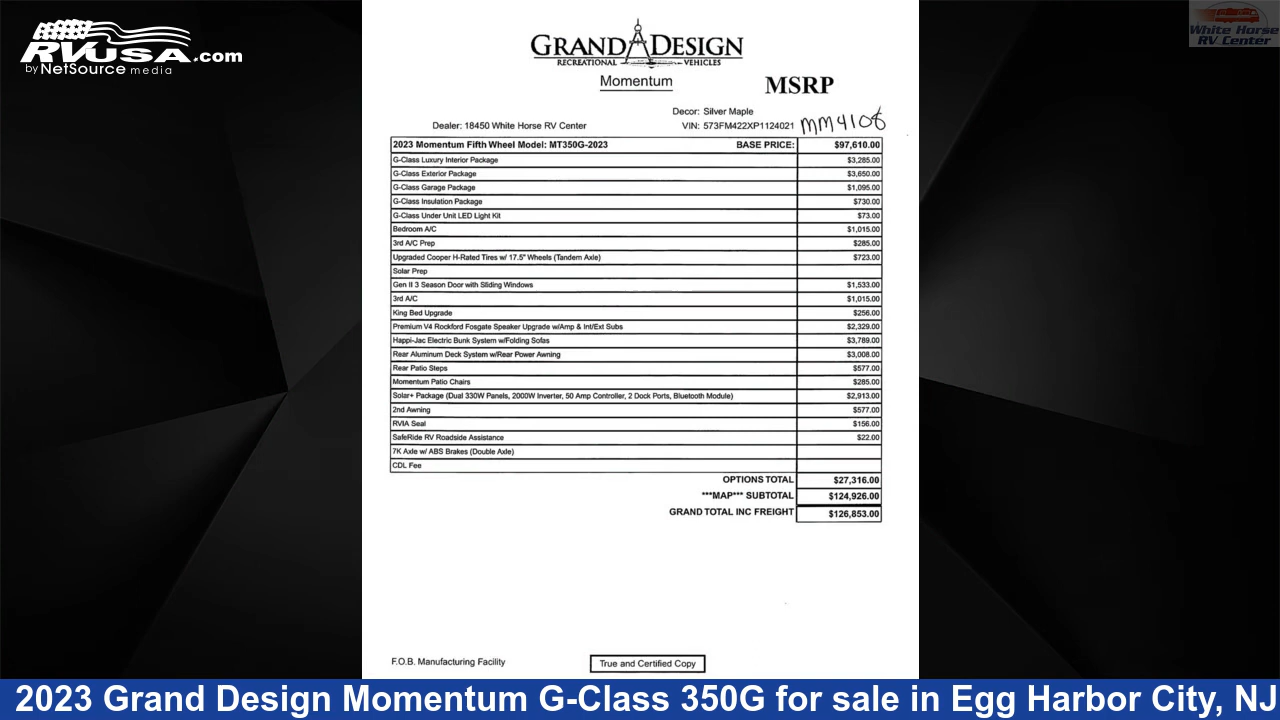 RVUSA.com
by NetSource media
White Horse
RV Center
GRAND DESIGN
RECREATIONAL VEHICLES
Momentum
MSRP
Decor: Silver Maple
Dealer: 18450 White Horse RV Center
VIN: 573FM422XP1124021
MM4108
2023 Momentum Fifth Wheel Model: MT350G-2023 BASE PRICE: $97,610.00
G-Class Luxury Interior Package $3,285.00
G-Class Exterior Package $3,650.00
G-Class Garage Package $1,095.00
G-Class Insulation Package $730.00
G-Class Under Unit LED Light Kit $73.00
Bedroom A/C $1,015.00
3rd A/C Prep $285.00
Upgraded Cooper H-Rated Tires w/ 17.5" Wheels (Tandem Axle) $723.00
Solar Prep
Gen II 3 Season Door with Sliding Windows $1,533.00
3rd A/C $1,015.00
King Bed Upgrade $256.00
Premium V4 Rockford Fosgate Speaker Upgrade w/Amp & Int/Ext Subs $2,329.00
Happi-Jac Electric Bunk System w/Folding Sofas $3,789.00
Rear Aluminum Deck System w/Rear Power Awning $3,008.00
Rear Patio Steps $577.00
Momentum Patio Chairs $285.00
Solar+ Package (Dual 330W Panels, 2000W Inverter, 50 Amp Controller, 2 Dock Ports, Bluetooth Module) $2,913.00
2nd Awning $577.00
RVIA Seal $156.00
SafeRide RV Roadside Assistance $22.00
7K Axle w/ ABS Brakes (Double Axle)
CDL Fee
OPTIONS TOTAL $27,316.00
***MAP*** SUBTOTAL $124,926.00
GRAND TOTAL INC FREIGHT $126,853.00
F.O.B. Manufacturing Facility
True and Certified Copy
2023 Grand Design Momentum G-Class 350G for sale in Egg Harbor City, NJ